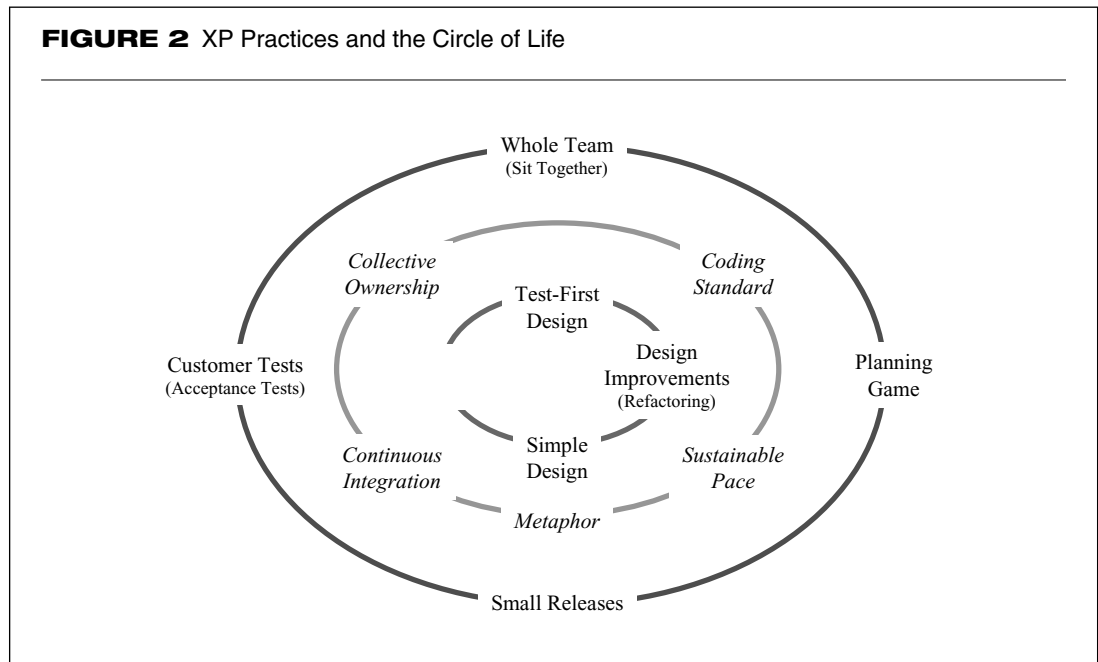 FIGURE 2 XP Practices and the Circle of Life
Whole Team
(Sit Together)
Collective
Ownership
Coding
Standard
Test-First
Design
Customer Tests
(Acceptance Tests)
Design
Improvements
(Refactoring)
Planning
Game
Continuous
Integration
Simple
Design
Sustainable
Pace
Metaphor
Small Releases